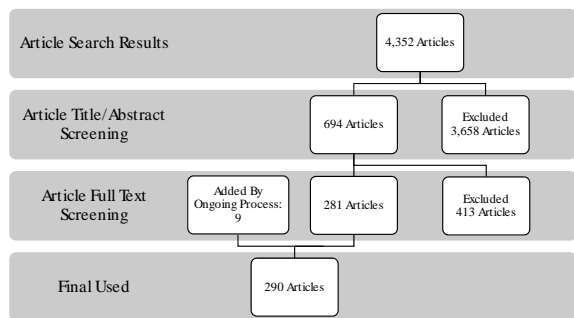 Article Search Results
4,352 Articles
Article Title/Abstract
Screening
694 Articles
Excluded
3,658 Articles
Article Full Text
Screening
Added By
Ongoing Process:
9
281 Articles
Excluded
413 Articles
Final Used
290 Articles